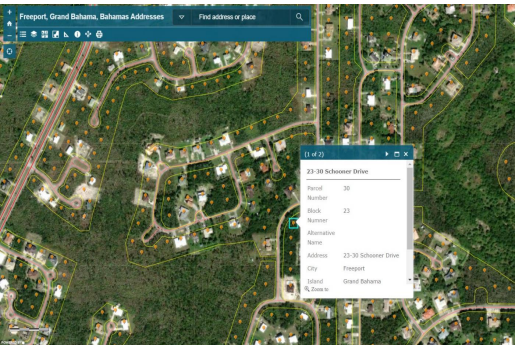 Freeport, Grand Bahama, Bahamas Addresses
Find address or place
(1 of 2)
23-30 Schooner Drive
Parcel Number 30
Block Numner 23
Alternative Name
Address 23-30 Schooner Drive
City Freeport
Island Grand Bahama
Zoom to